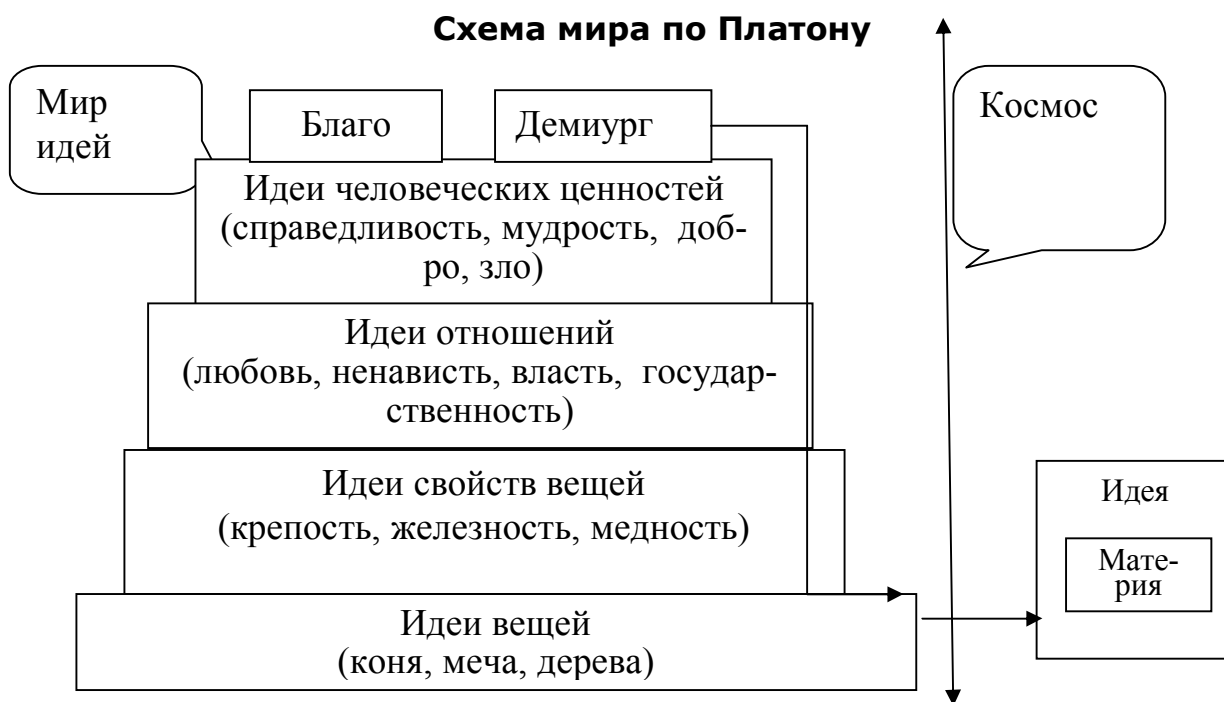 Схема мира по Платону
Мир
идей
Благо
Демиург
Космос
Идеи человеческих ценностей
(справедливость, мудрость, доб-
ро, зло)
Идеи отношений
(любовь, ненависть, власть, государ-
ственность)
Идеи свойств вещей
(крепость, железность, медность)
Идея
Мате-
рия
Идеи вещей
(коня, меча, дерева)